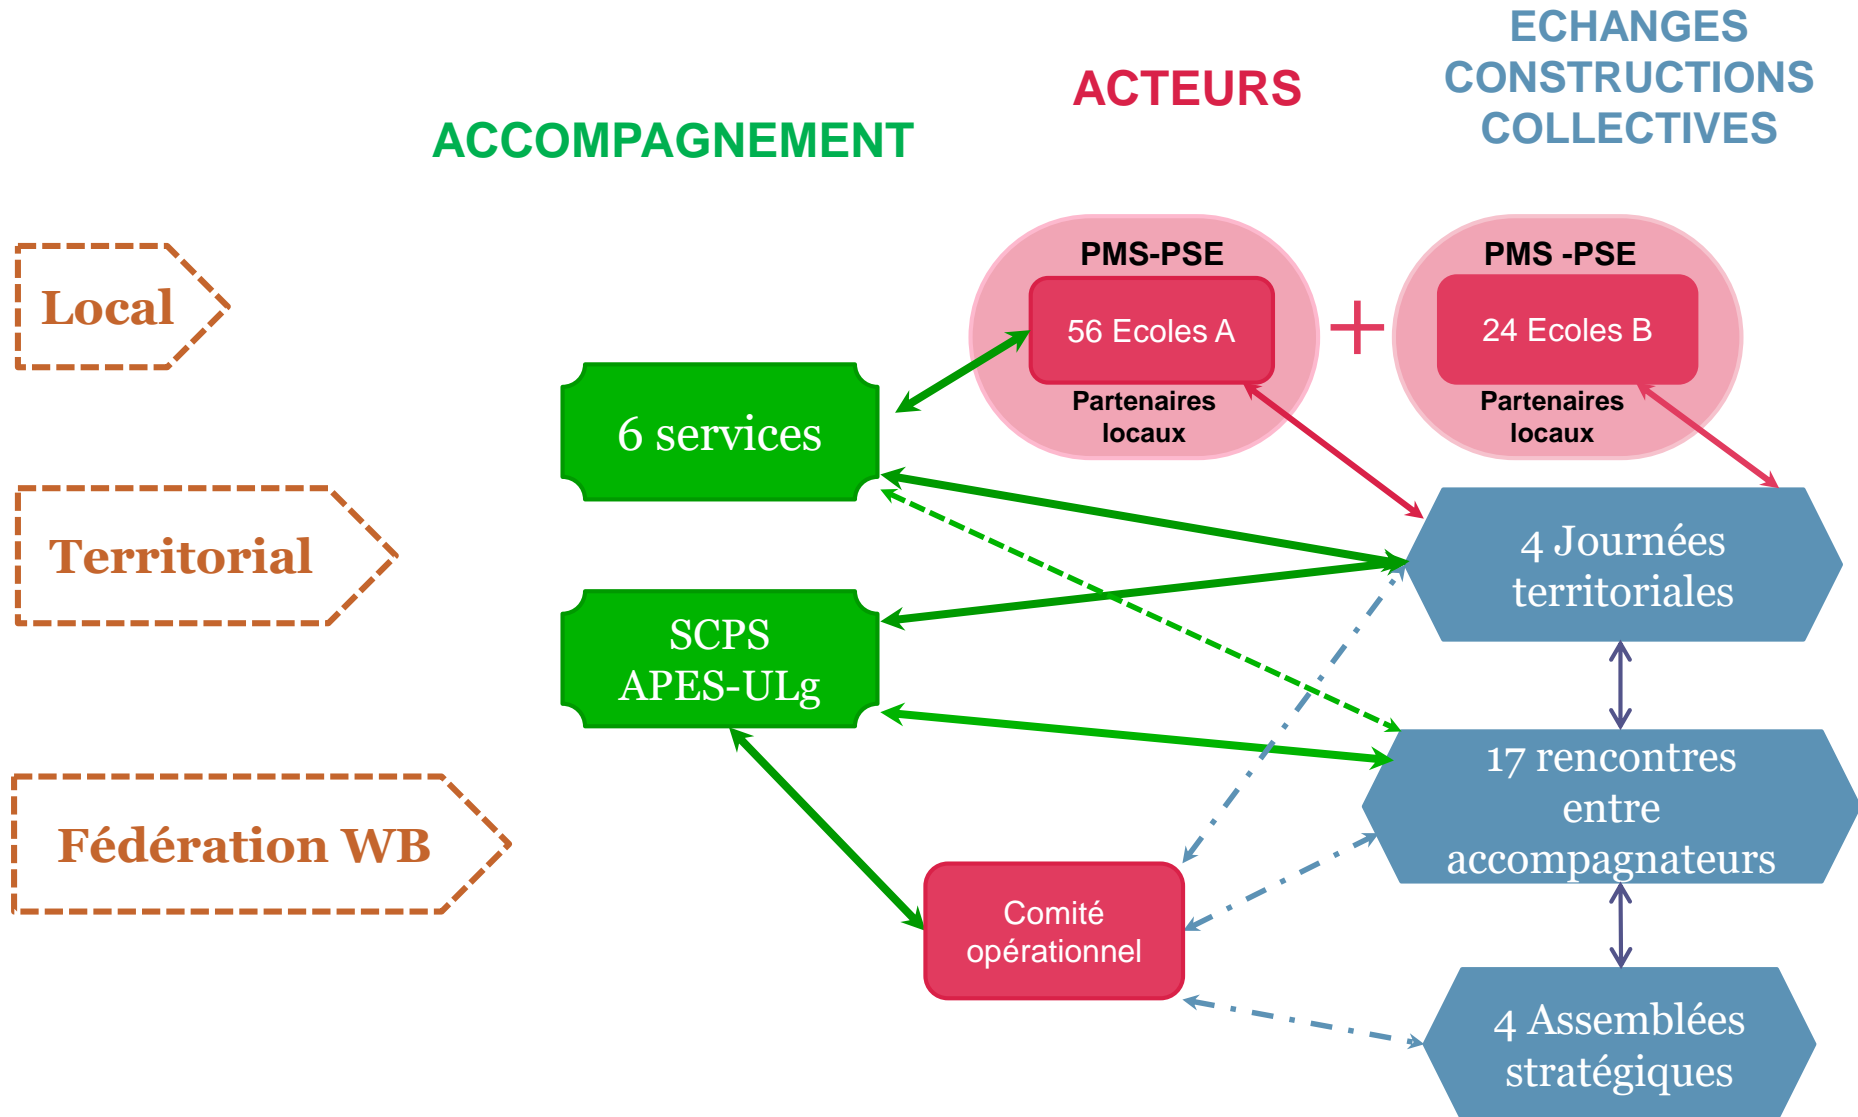 ECHANGES
CONSTRUCTIONS
COLLECTIVES
ACTEURS
ACCOMPAGNEMENT
PMS-PSE
56 Ecoles A
Partenaires
locaux
PMS -PSE
24 Ecoles B
Partenaires
locaux
Local
6 services
Territorial
4 Journées
territoriales
SCPS
APES-ULg
17 rencontres
entre
accompagnateurs
Fédération WB
Comité
opérationnel
4 Assemblées
stratégiques